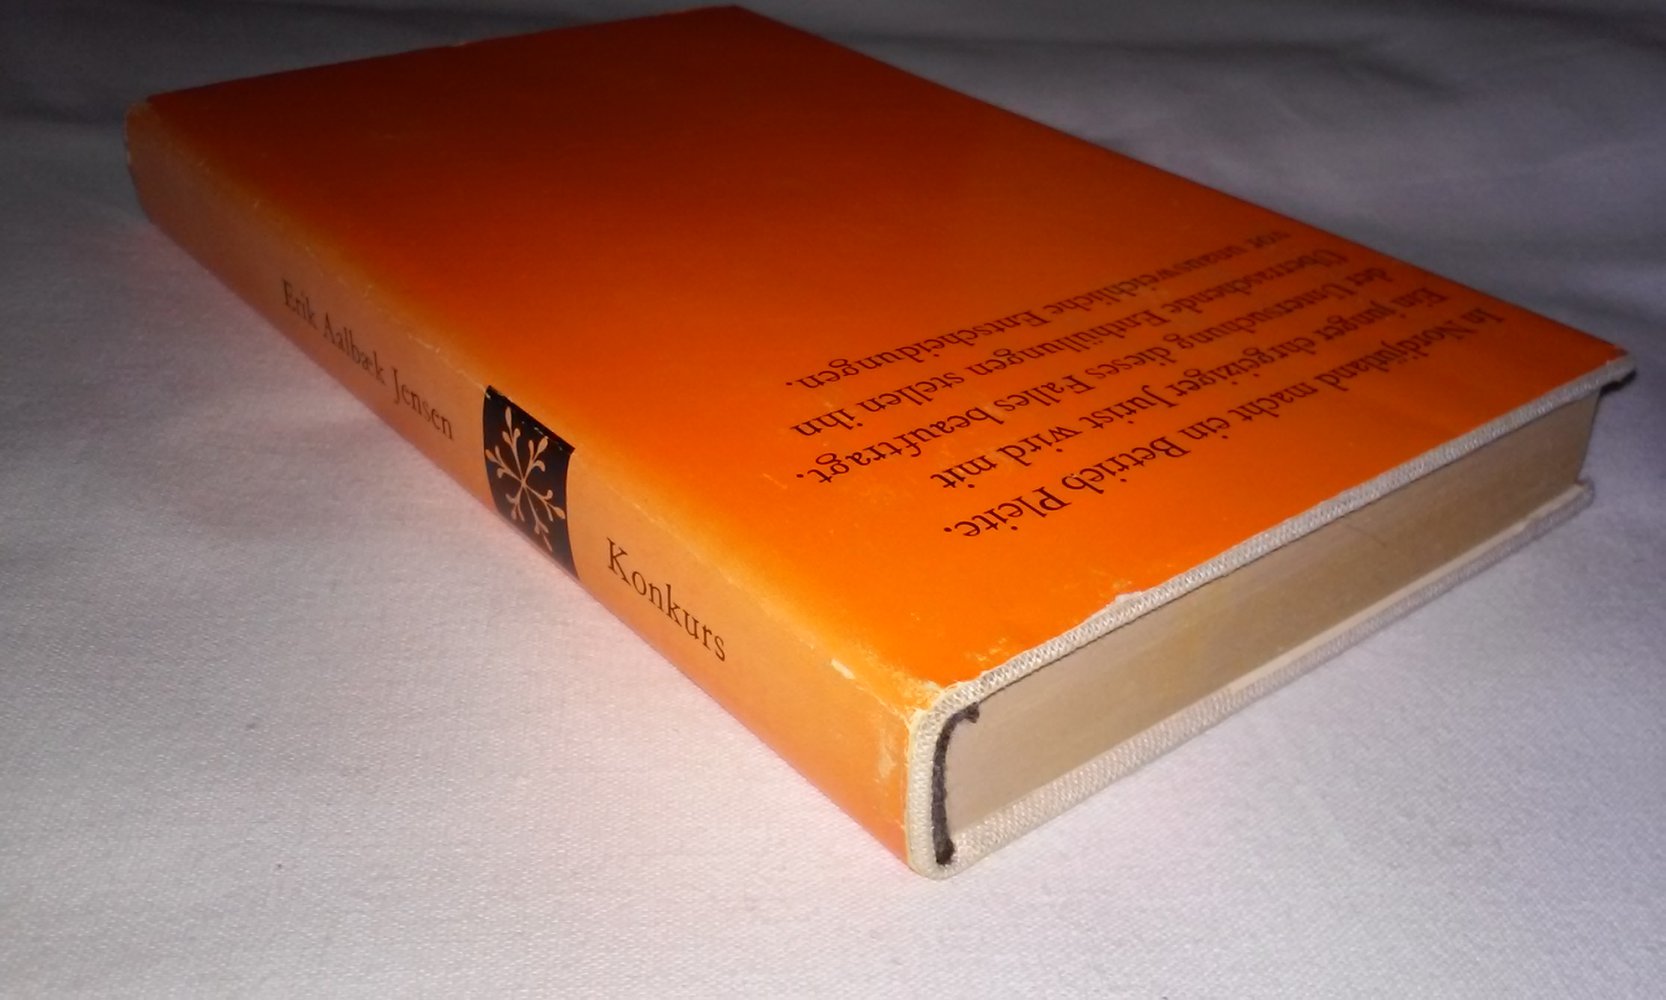 Erik Aalbæk Jensen
Konkurs
In Nordjütland macht ein Betrieb Pleite.
Ein junger ehrgeiziger Jurist wird mit
der Untersuchung dieses Falles beauftragt.
Überraschende Enthüllungen stellen ihn
vor unausweichliche Entscheidungen.